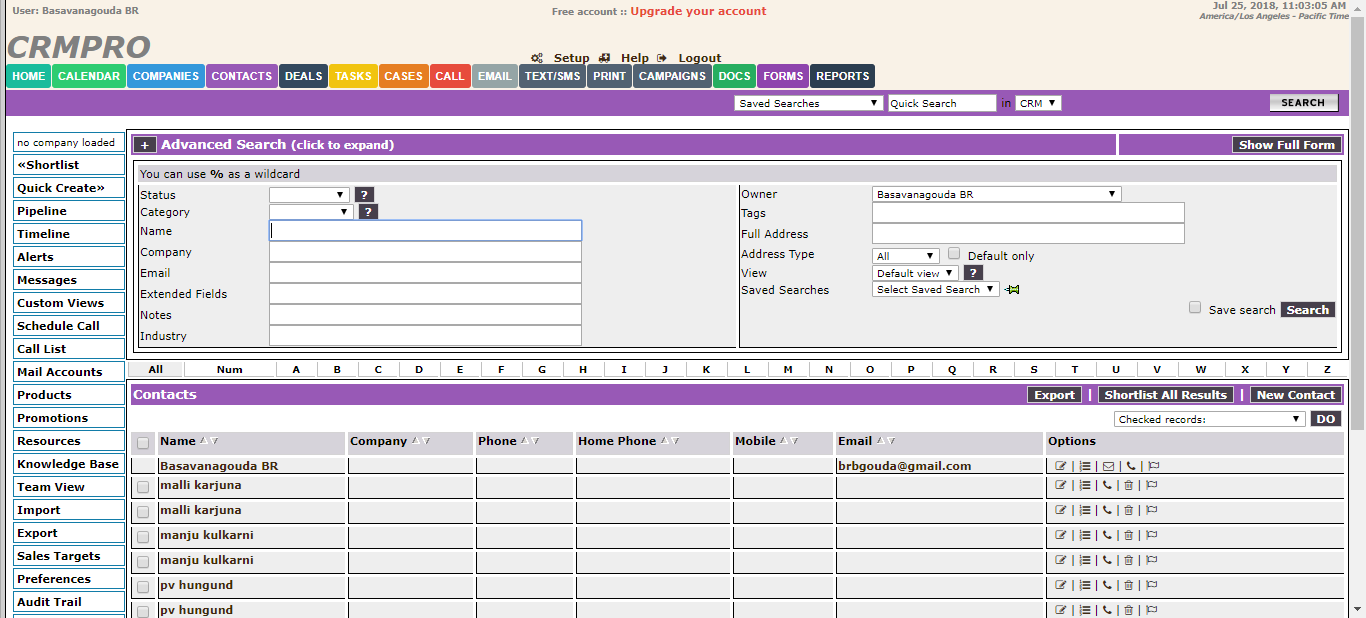 User: Basavanagouda BR
Free account :: Upgrade your account
Jul 25, 2018, 11:03:05 AM
America/Los Angeles - Pacific Time
CRMPRO
Setup Help Logout
HOME CALENDAR COMPANIES CONTACTS DEALS TASKS CASES CALL EMAIL TEXT/SMS PRINT CAMPAIGNS DOCS FORMS REPORTS
Saved Searches Quick Search in CRM SEARCH
no company loaded
«Shortlist
Quick Create»
Pipeline
Timeline
Alerts
Messages
Custom Views
Schedule Call
Call List
Mail Accounts
Products
Promotions
Resources
Knowledge Base
Team View
Import
Export
Sales Targets
Preferences
Audit Trail
+ Advanced Search (click to expand) Show Full Form
You can use % as a wildcard
Status ?
Category ?
Name
Company
Email
Extended Fields
Notes
Industry
Owner Basavanagouda BR
Tags
Full Address
Address Type All Default only
View Default view ?
Saved Searches Select Saved Search
Save search Search
All Num A B C D E F G H I J K L M N O P Q R S T U V W X Y Z
Contacts Export | Shortlist All Results | New Contact
Checked records: DO
Name Company Phone Home Phone Mobile Email Options
Basavanagouda BR brbgouda@gmail.com
malli karjuna
malli karjuna
manju kulkarni
manju kulkarni
pv hungund
pv hungund